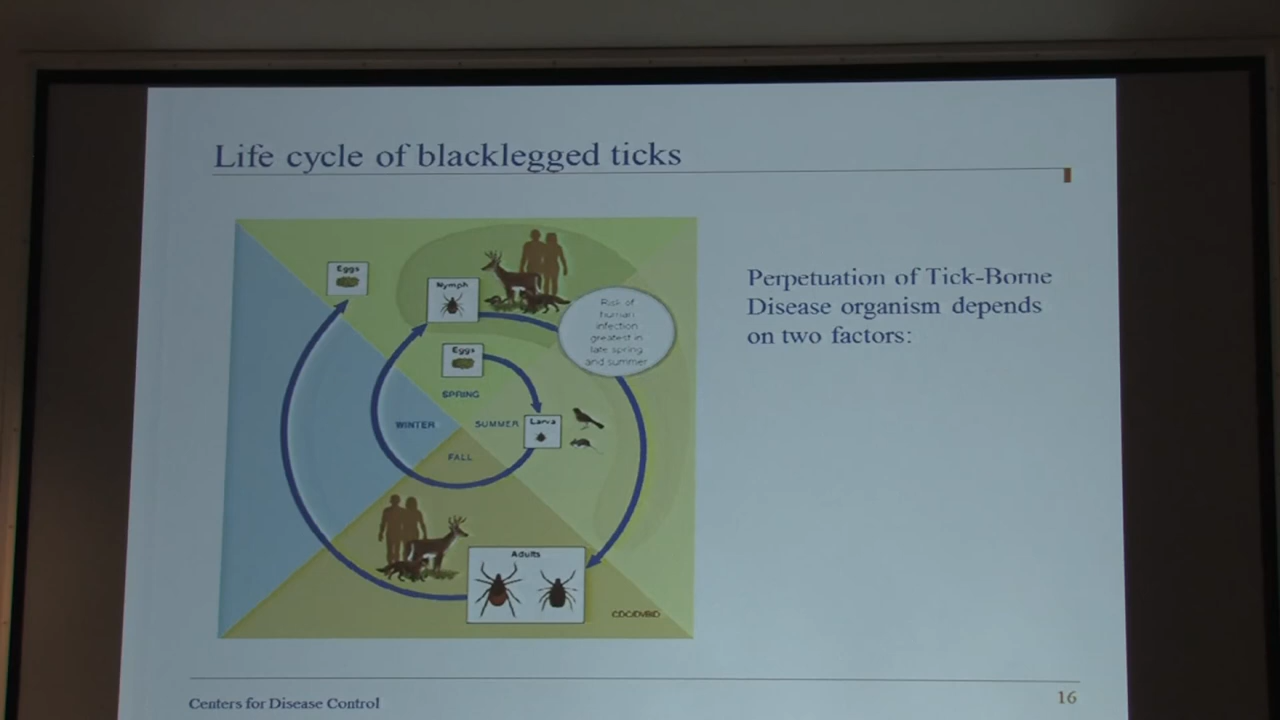 Life cycle of blacklegged ticks
Eggs
Nymph
Risk of
human
infection
greatest in
late spring
and summer
Eggs
SPRING
WINTER
SUMMER
Larva
FALL
Adults
CDC/DVBID
Perpetuation of Tick-Borne
Disease organism depends
on two factors:
Centers for Disease Control
16